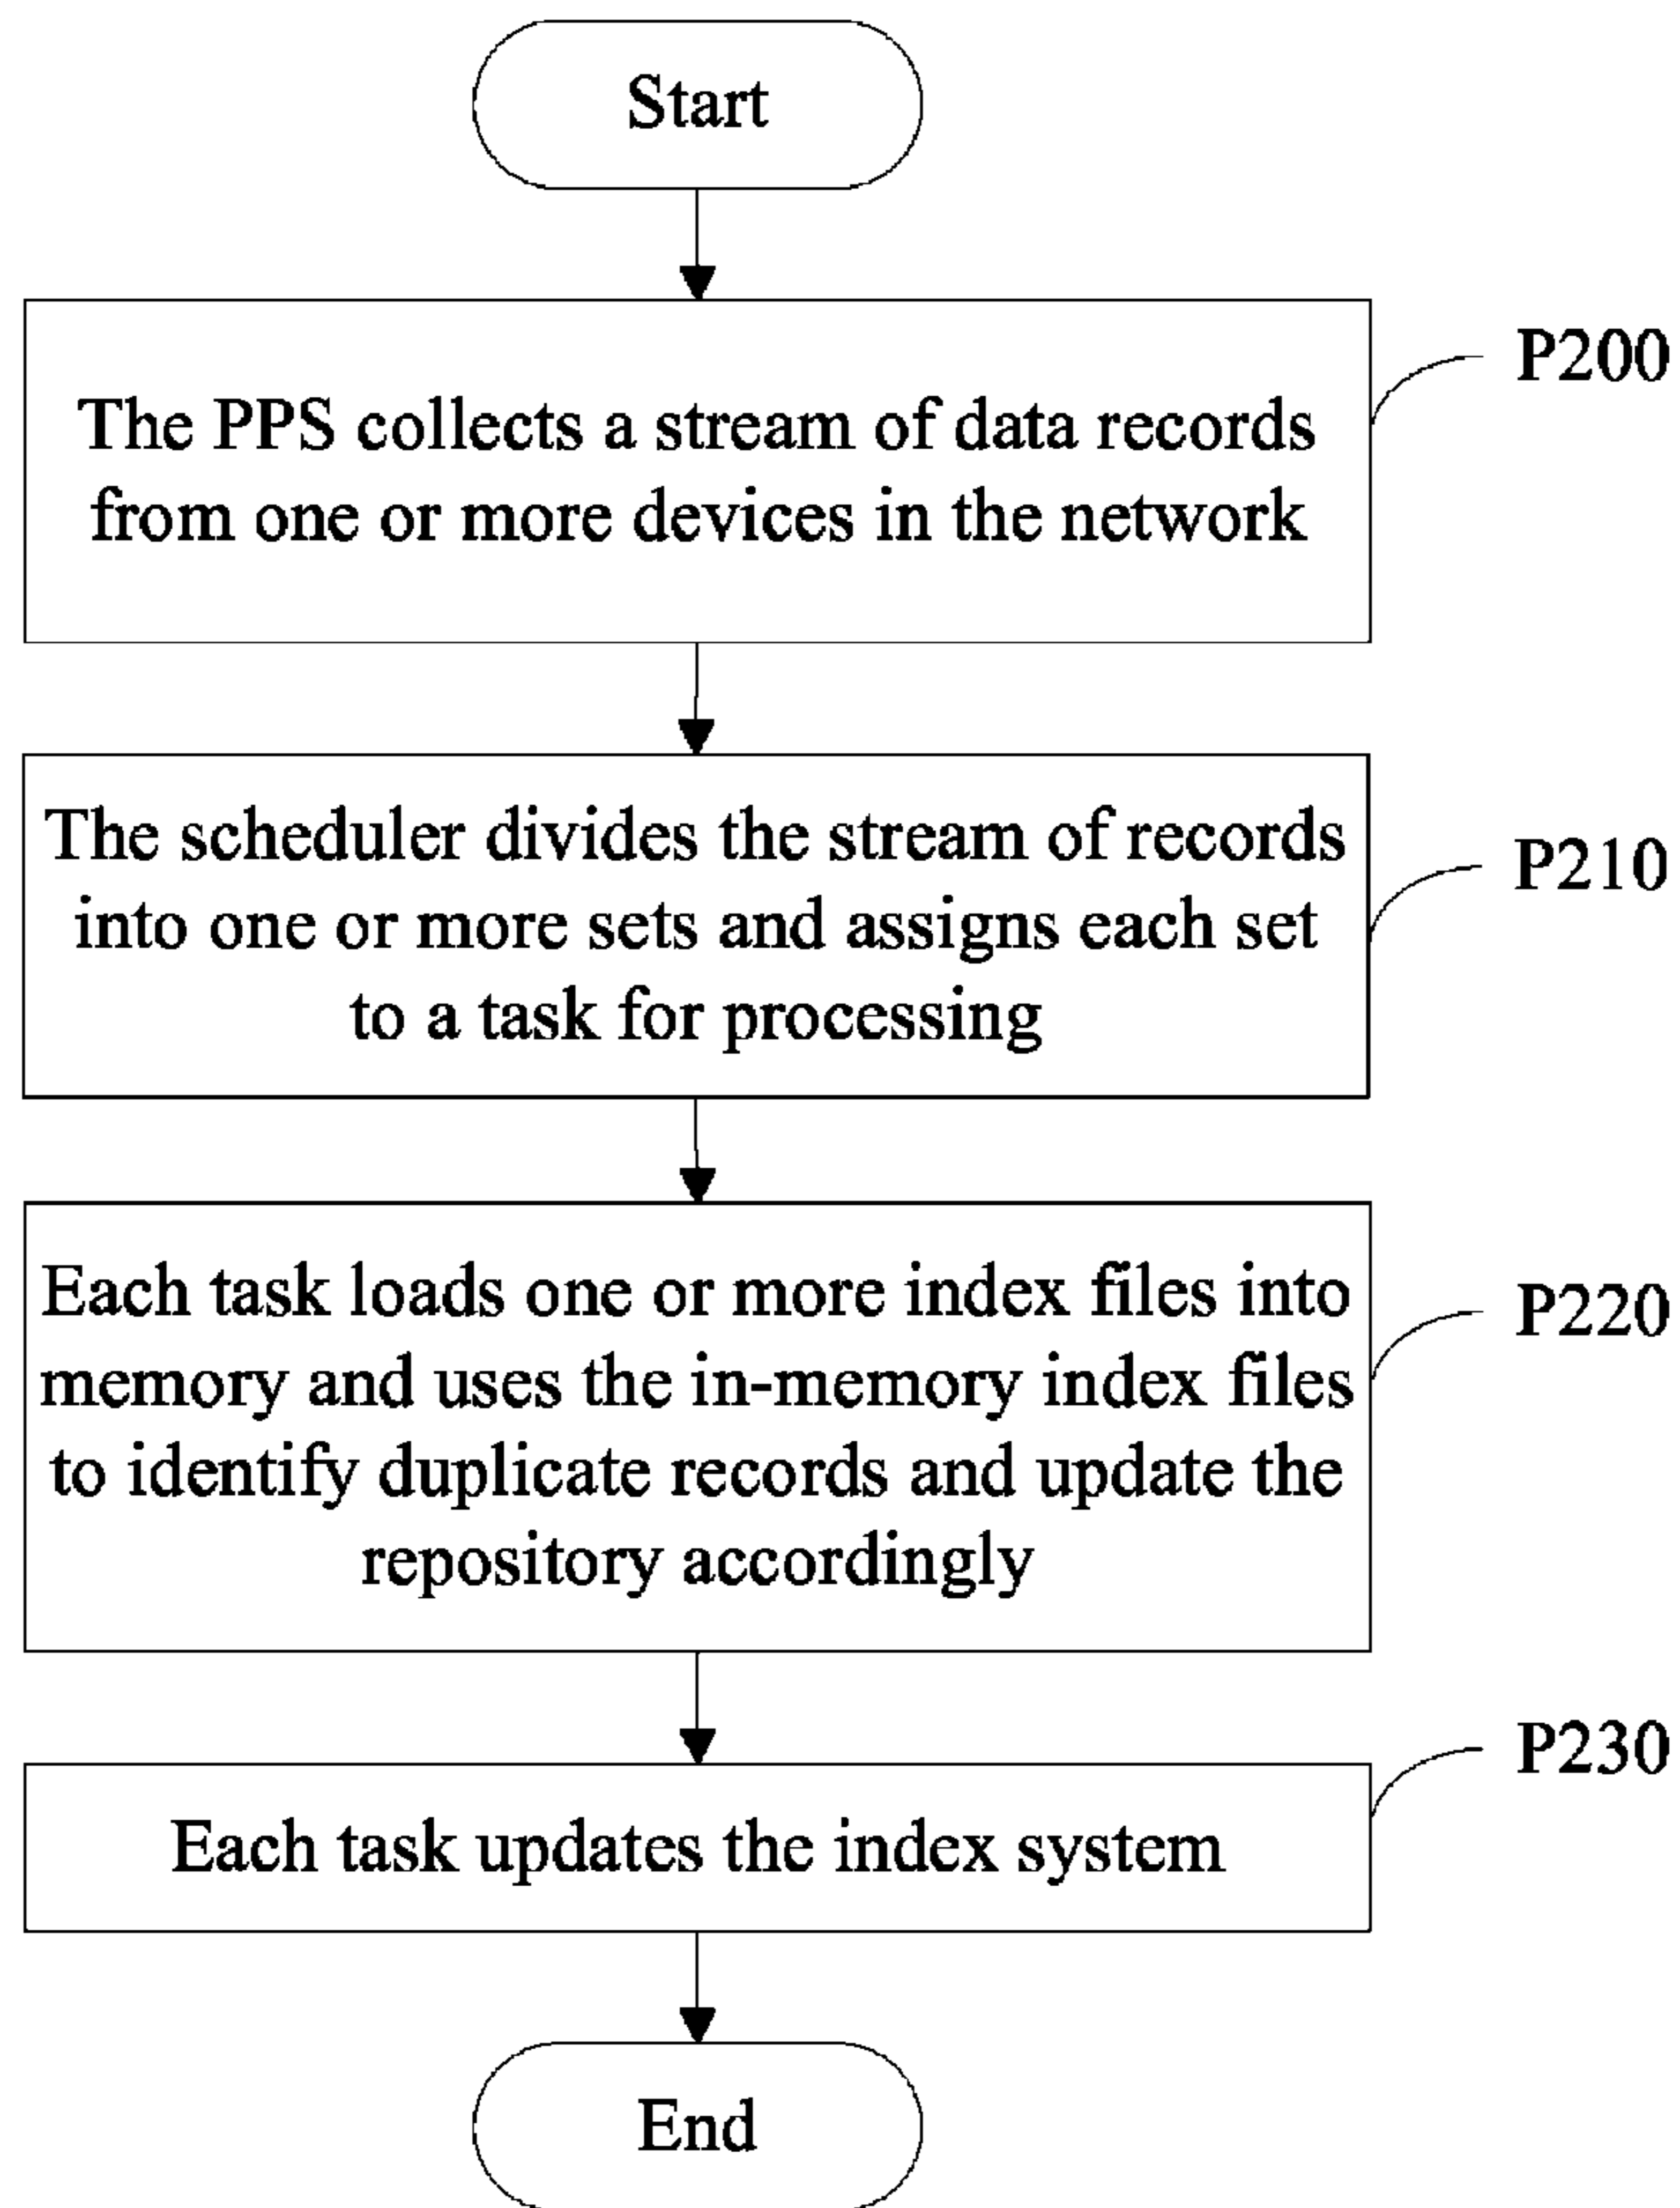 Start
P200
The PPS collects a stream of data records
from one or more devices in the network
P210
The scheduler divides the stream of records
into one or more sets and assigns each set
to a task for processing
P220
Each task loads one or more index files into
memory and uses the in-memory index files
to identify duplicate records and update the
repository accordingly
P230
Each task updates the index system
End